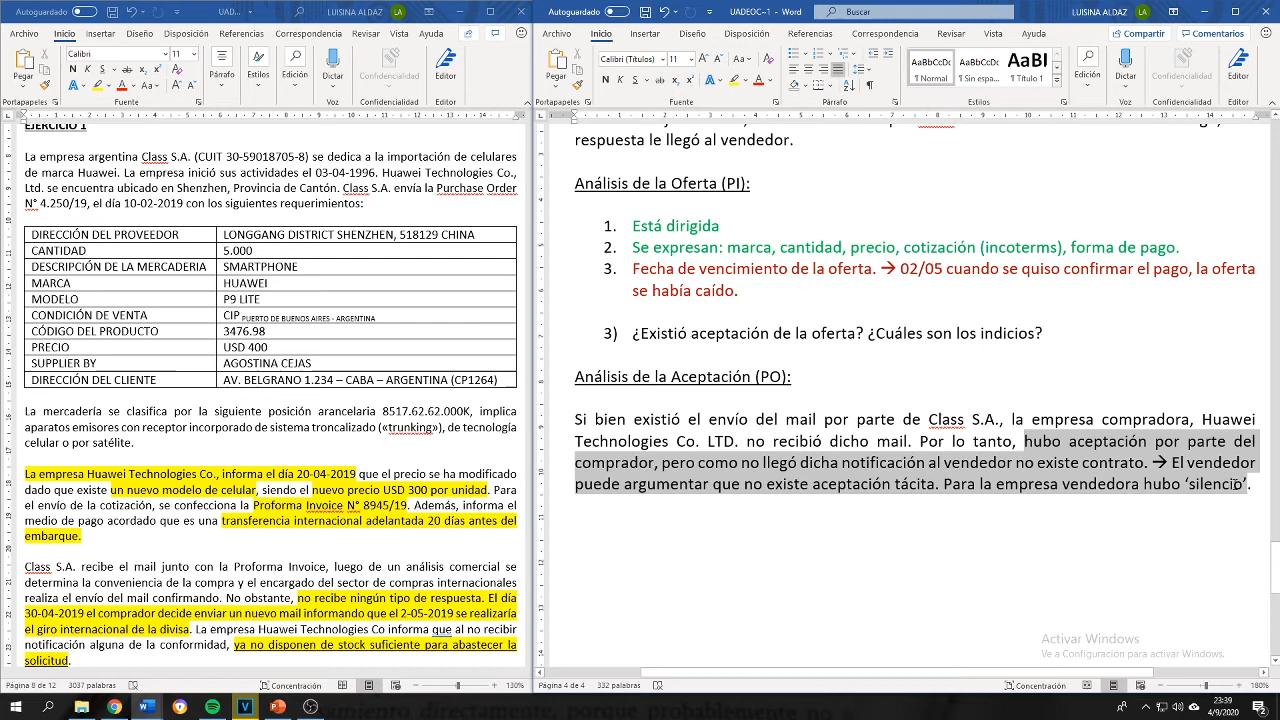 Autoguardado
LUISINA ALDAZ LA
Archivo Inicio Insertar Diseño Disposición Referencias Correspondencia Revisar Vista Ayuda
Calibri 11
Pegar
Fuente
Párrafo
Estilos
Edición
Dictar
Confidencialidad
Editor
Portapapeles Fuente Voz Confidencialidad Editor
EJERCICIO 1
La empresa argentina Class S.A. (CUIT 30-59018705-8) se dedica a la importación de celulares
de marca Huawei. La empresa inició sus actividades el 03-04-1996. Huawei Technologies Co.,
Ltd. se encuentra ubicado en Shenzhen, Provincia de Cantón. Class S.A. envía la Purchase Order
N° 4.250/19, el día 10-02-2019 con los siguientes requerimientos:
DIRECCIÓN DEL PROVEEDOR LONGGANG DISTRICT SHENZHEN, 518129 CHINA
CANTIDAD 5.000
DESCRIPCIÓN DE LA MERCADERIA SMARTPHONE
MARCA HUAWEI
MODELO P9 LITE
CONDICIÓN DE VENTA CIP PUERTO DE BUENOS AIRES - ARGENTINA
CÓDIGO DEL PRODUCTO 3476.98
PRECIO USD 400
SUPPLIER BY AGOSTINA CEJAS
DIRECCIÓN DEL CLIENTE AV. BELGRANO 1.234 – CABA – ARGENTINA (CP1264)
La mercadería se clasifica por la siguiente posición arancelaria 8517.62.62.000K, implica
aparatos emisores con receptor incorporado de sistema troncalizado («trunking»), de tecnología
celular o por satélite.
La empresa Huawei Technologies Co., informa el día 20-04-2019 que el precio se ha modificado
dado que existe un nuevo modelo de celular, siendo el nuevo precio USD 300 por unidad. Para
el envío de la cotización, se confecciona la Proforma Invoice N° 8945/19. Además, informa el
medio de pago acordado que es una transferencia internacional adelantada 20 días antes del
embarque.
Class S.A. recibe el mail junto con la Proforma Invoice, luego de un análisis comercial se
determina la conveniencia de la compra y el encargado del sector de compras internacionales
realiza el envío del mail confirmando. No obstante, no recibe ningún tipo de respuesta. El día
30-04-2019 el comprador decide enviar un nuevo mail informando que el 2-05-2019 se realizaría
el giro internacional de la divisa. La empresa Huawei Technologies Co informa que al no recibir
notificación alguna de la conformidad, ya no disponen de stock suficiente para abastecer la
solicitud.
Página 8 de 12 3037 palabras Concentración 130%
Autoguardado UADEOC~1 - Word Buscar LUISINA ALDAZ LA
Archivo Inicio Insertar Diseño Disposición Referencias Correspondencia Revisar Vista Ayuda Compartir Comentarios
Calibri (Títulos) 11
Pegar
AaBbCcDc AaBbCcDc AaBI
¶ Normal ¶ Sin espa... Título 1
Edición
Dictar
Confidencialidad
Editor
Portapapeles Fuente Párrafo Estilos Voz Confidencialidad Editor
respuesta le llegó al vendedor.
Análisis de la Oferta (PI):
1. Está dirigida
2. Se expresan: marca, cantidad, precio, cotización (incoterms), forma de pago.
3. Fecha de vencimiento de la oferta. → 02/05 cuando se quiso confirmar el pago, la oferta
se había caído.
3) ¿Existió aceptación de la oferta? ¿Cuáles son los indicios?
Análisis de la Aceptación (PO):
Si bien existió el envío del mail por parte de Class S.A., la empresa compradora, Huawei
Technologies Co. LTD. no recibió dicho mail. Por lo tanto, hubo aceptación por parte del
comprador, pero como no llegó dicha notificación al vendedor no existe contrato. → El vendedor
puede argumentar que no existe aceptación tácita. Para la empresa vendedora hubo ‘silencio’.
Activar Windows
Ve a Configuración para activar Windows.
Página 4 de 4 332 palabras Concentración 180%
23:39
4/9/2020